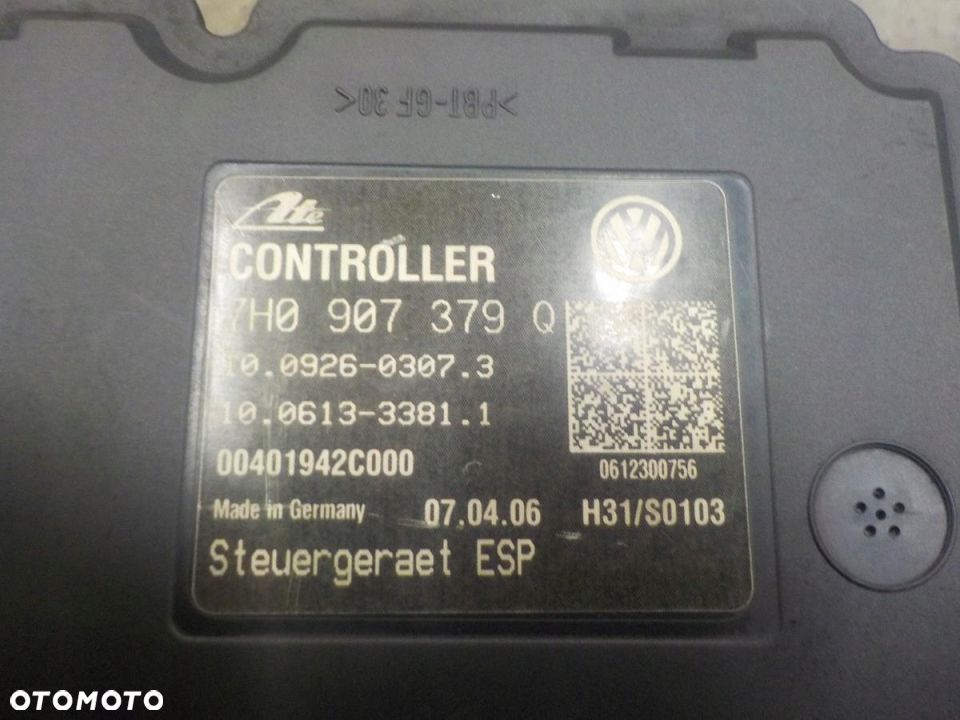 >PBT-GF 30<
Ate
CONTROLLER
7H0 907 379 Q
10.0926-0307.3
10.0613-3381.1
00401942C000
0612300756
Made in Germany 07.04.06 H31/S0103
Steuergeraet ESP
OTOMOTO